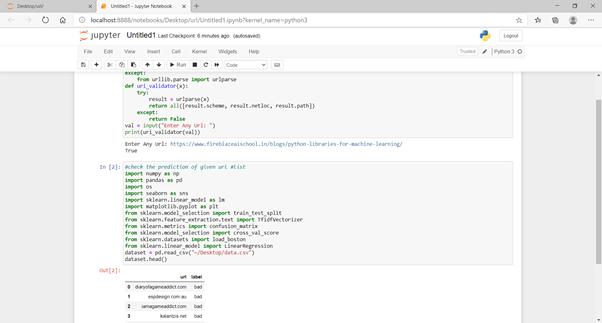 Desktop/url/
Untitled1 - Jupyter Notebook
localhost:8888/notebooks/Desktop/url/Untitled1.ipynb?kernel_name=python3
jupyter Untitled1 Last Checkpoint: 6 minutes ago (autosaved)
Logout
File Edit View Insert Cell Kernel Widgets Help
Trusted Python 3
Run Code
except:
from urllib.parse import urlparse
def uri_validator(x):
try:
result = urlparse(x)
return all([result.scheme, result.netloc, result.path])
except:
return False
val = input("Enter Any Url: ")
print(uri_validator(val))
Enter Any Url: https://www.fireblazeaischool.in/blogs/python-libraries-for-machine-learning/
True
In [2]: #check the prediction of given uri #list
import numpy as np
import pandas as pd
import os
import seaborn as sns
import sklearn.linear_model as lm
import matplotlib.pyplot as plt
from sklearn.model_selection import train_test_split
from sklearn.feature_extraction.text import TfidfVectorizer
from sklearn.metrics import confusion_matrix
from sklearn.model_selection import cross_val_score
from sklearn.datasets import load_boston
from sklearn.linear_model import LinearRegression
dataset = pd.read_csv("~/Desktop/data.csv")
dataset.head()
Out[2]:
url label
0 diaryofagameaddict.com bad
1 espdesign.com.au bad
2 iamagameaddict.com bad
3 kalantzis.net bad